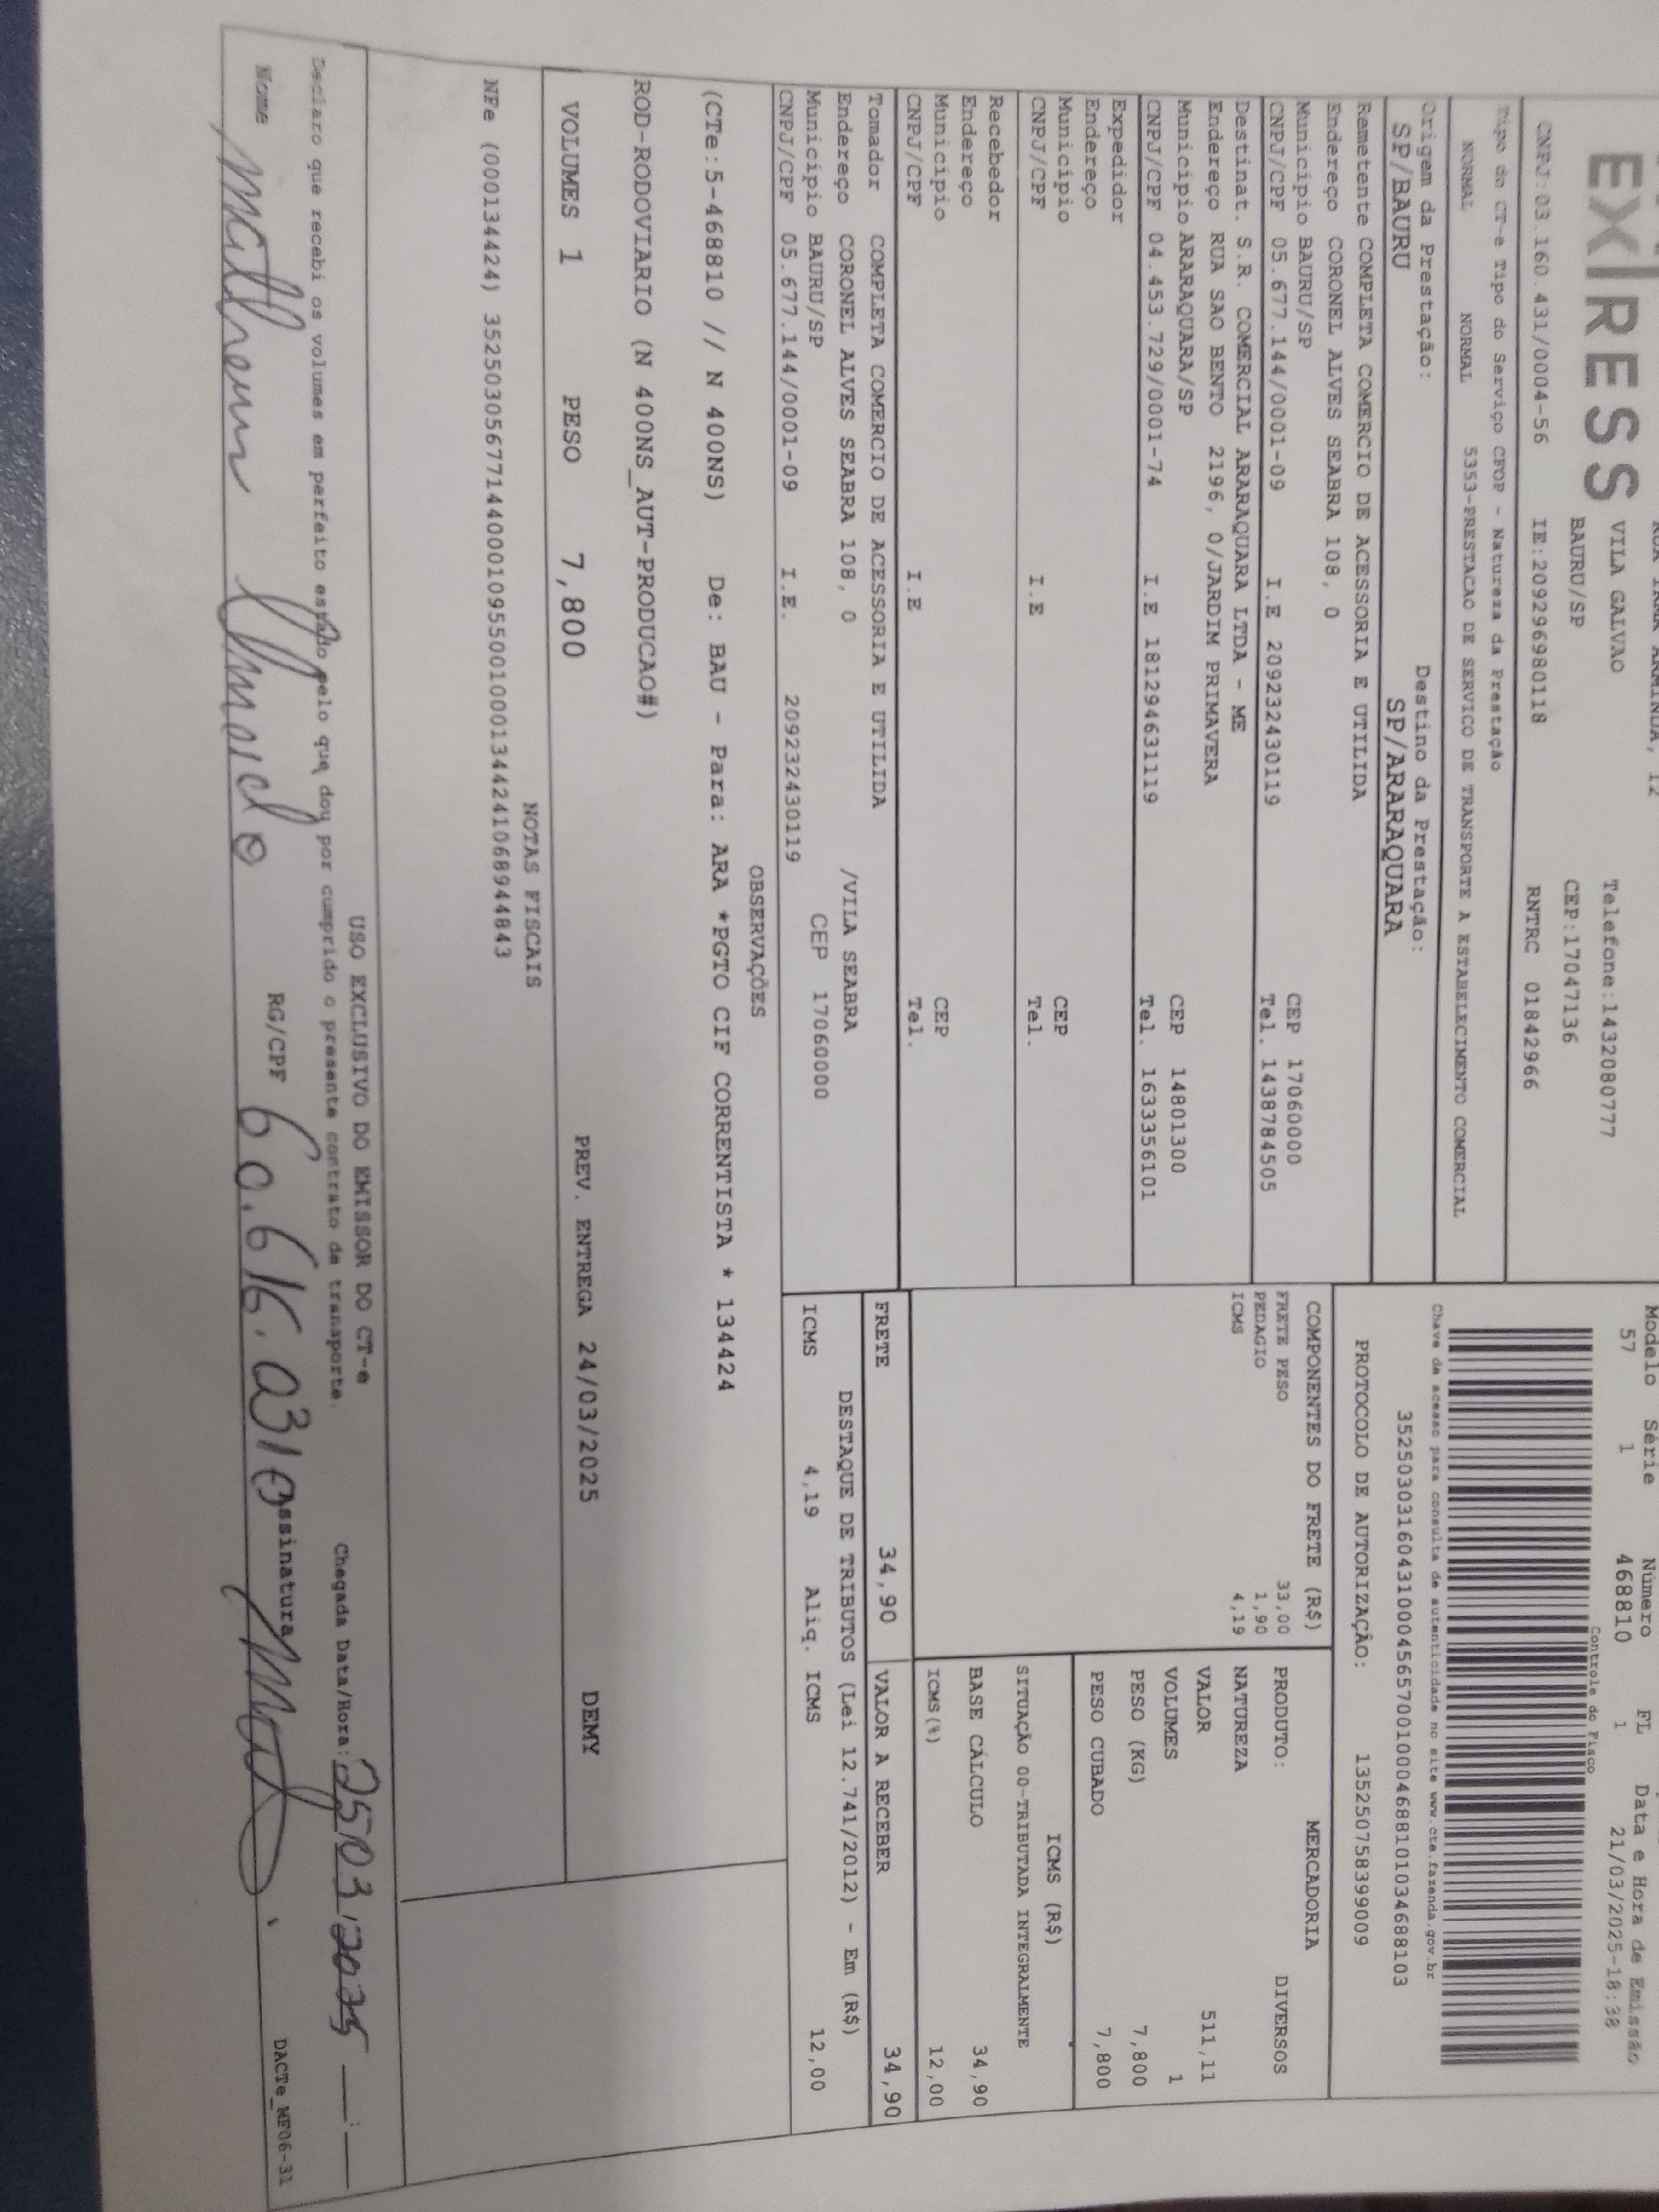 EX|RESS
VILA GALVAO Telefone:1432080777
BAURU/SP CEP:17047136
CNPJ:03.160.431/0004-56 IE:209296980118 RNTRC 01842966
Tipo do CT-e Tipo do Serviço CFOP - Natureza da Prestação
NORMAL NORMAL 5353-PRESTACAO DE SERVICO DE TRANSPORTE A ESTABELECIMENTO COMERCIAL
Origem da Prestação: Destino da Prestação:
SP/BAURU SP/ARARAQUARA
Modelo Série Número FL Data e Hora de Emissão
57 1 468810 1 21/03/2025-18:38
Controle do Fisco
Chave de acesso para consulta de autenticidade no site www.cte.fazenda.gov.br
35250303160431000456570010004688101034688103
PROTOCOLO DE AUTORIZAÇÃO: 135250758399009
Remetente COMPLETA COMERCIO DE ACESSORIA E UTILIDA
Endereço CORONEL ALVES SEABRA 108, 0
Município BAURU/SP CEP 17060000
CNPJ/CPF 05.677.144/0001-09 I.E 209232430119 Tel. 1438784505
Destinat. S.R. COMERCIAL ARARAQUARA LTDA - ME
Endereço RUA SAO BENTO 2196, 0/JARDIM PRIMAVERA
Município ARARAQUARA/SP CEP 14801300
CNPJ/CPF 04.453.729/0001-74 I.E 181294631119 Tel. 1633356101
Expedidor
Endereço
Município CEP
CNPJ/CPF I.E Tel.
Recebedor
Endereço
Município CEP
CNPJ/CPF I.E Tel.
Tomador COMPLETA COMERCIO DE ACESSORIA E UTILIDA
Endereço CORONEL ALVES SEABRA 108, 0 /VILA SEABRA
Município BAURU/SP CEP 17060000
CNPJ/CPF 05.677.144/0001-09 I.E. 209232430119
COMPONENTES DO FRETE (R$)
FRETE PESO 33,00
PEDAGIO 1,90
ICMS 4,19
MERCADORIA
PRODUTO: DIVERSOS
NATUREZA
VALOR 511,11
VOLUMES 1
PESO (KG) 7,800
PESO CUBADO 7,800
ICMS (R$)
SITUAÇÃO 00-TRIBUTADA INTEGRALMENTE
BASE CÁLCULO 34,90
ICMS(%) 12,00
FRETE 34,90 VALOR A RECEBER 34,90
DESTAQUE DE TRIBUTOS (Lei 12.741/2012) - Em (R$)
ICMS 4,19 Aliq. ICMS 12,00
OBSERVAÇÕES
(CTe:5-468810 // N 400NS) De: BAU - Para: ARA *PGTO CIF CORRENTISTA * 134424
ROD-RODOVIARIO (N 400NS_AUT-PRODUCAO#)
VOLUMES 1 PESO 7,800 PREV. ENTREGA 24/03/2025 DEMY
NOTAS FISCAIS
NFe (000134424) 35250305677144000109550010001344241068944843
USO EXCLUSIVO DO EMISSOR DO CT-e
Declaro que recebi os volumes em perfeito estado pelo que dou por cumprido o presente contrato de transporte. Chegada Data/Hora: 25 03 2025 __:__
Nome Matheus RG/CPF 60.616.031 ssinatura
DACTe_MF06-31